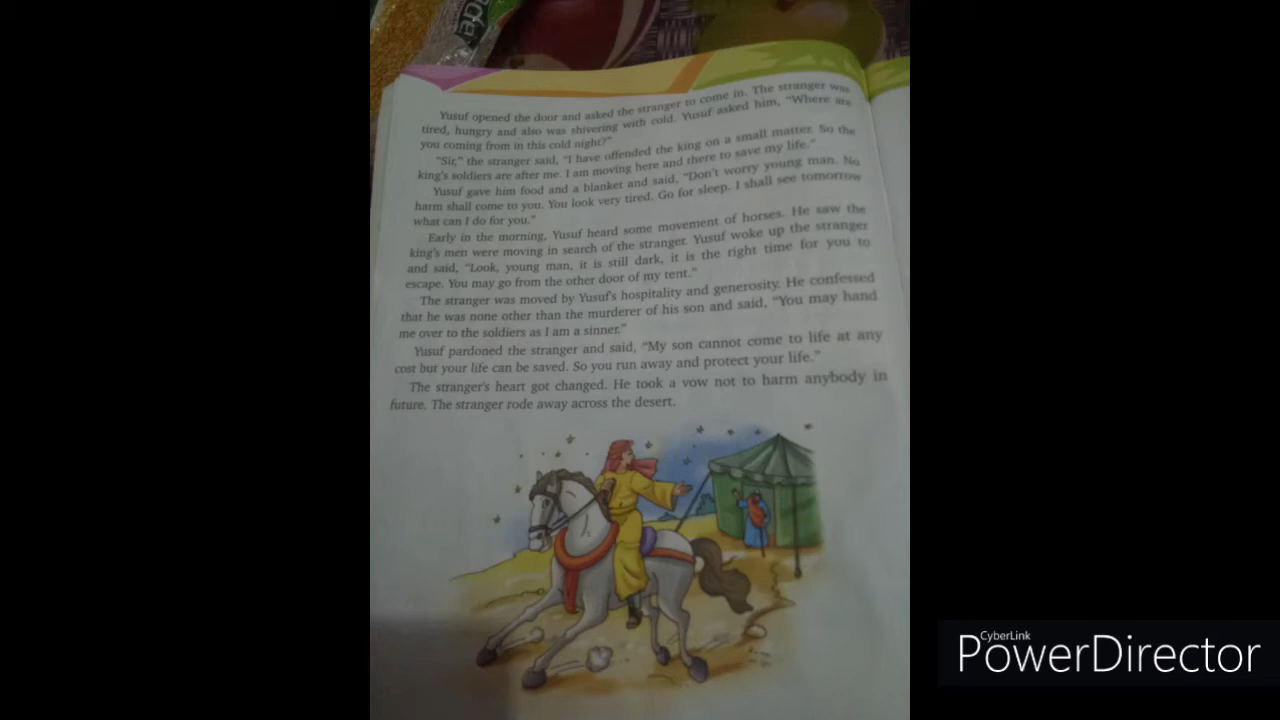 Yusuf opened the door and asked the stranger to come in. The stranger was
tired, hungry and also was shivering with cold. Yusuf asked him, “Where are
you coming from in this cold night?”
“Sir,” the stranger said, “I have offended the king on a small matter. So the
king's soldiers are after me. I am moving here and there to save my life.”
Yusuf gave him food and a blanket and said, “Don't worry young man. No
harm shall come to you. You look very tired. Go for sleep. I shall see tomorrow
what can I do for you.”
Early in the morning, Yusuf heard some movement of horses. He saw the
king's men were moving in search of the stranger. Yusuf woke up the stranger
and said, “Look, young man, it is still dark, it is the right time for you to
escape. You may go from the other door of my tent.”
The stranger was moved by Yusuf's hospitality and generosity. He confessed
that he was none other than the murderer of his son and said, “You may hand
me over to the soldiers as I am a sinner.”
Yusuf pardoned the stranger and said, “My son cannot come to life at any
cost but your life can be saved. So you run away and protect your life.”
The stranger's heart got changed. He took a vow not to harm anybody in
future. The stranger rode away across the desert.
CyberLink
PowerDirector